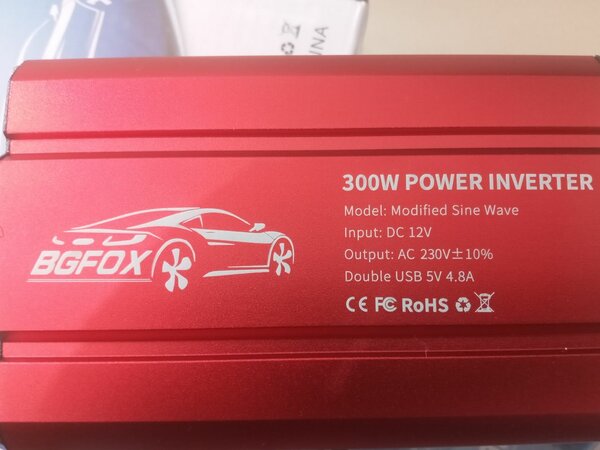 INA
BGFOX
300W POWER INVERTER
Model: Modified Sine Wave
Input: DC 12V
Output: AC 230V±10%
Double USB 5V 4.8A
CE FC RoHS